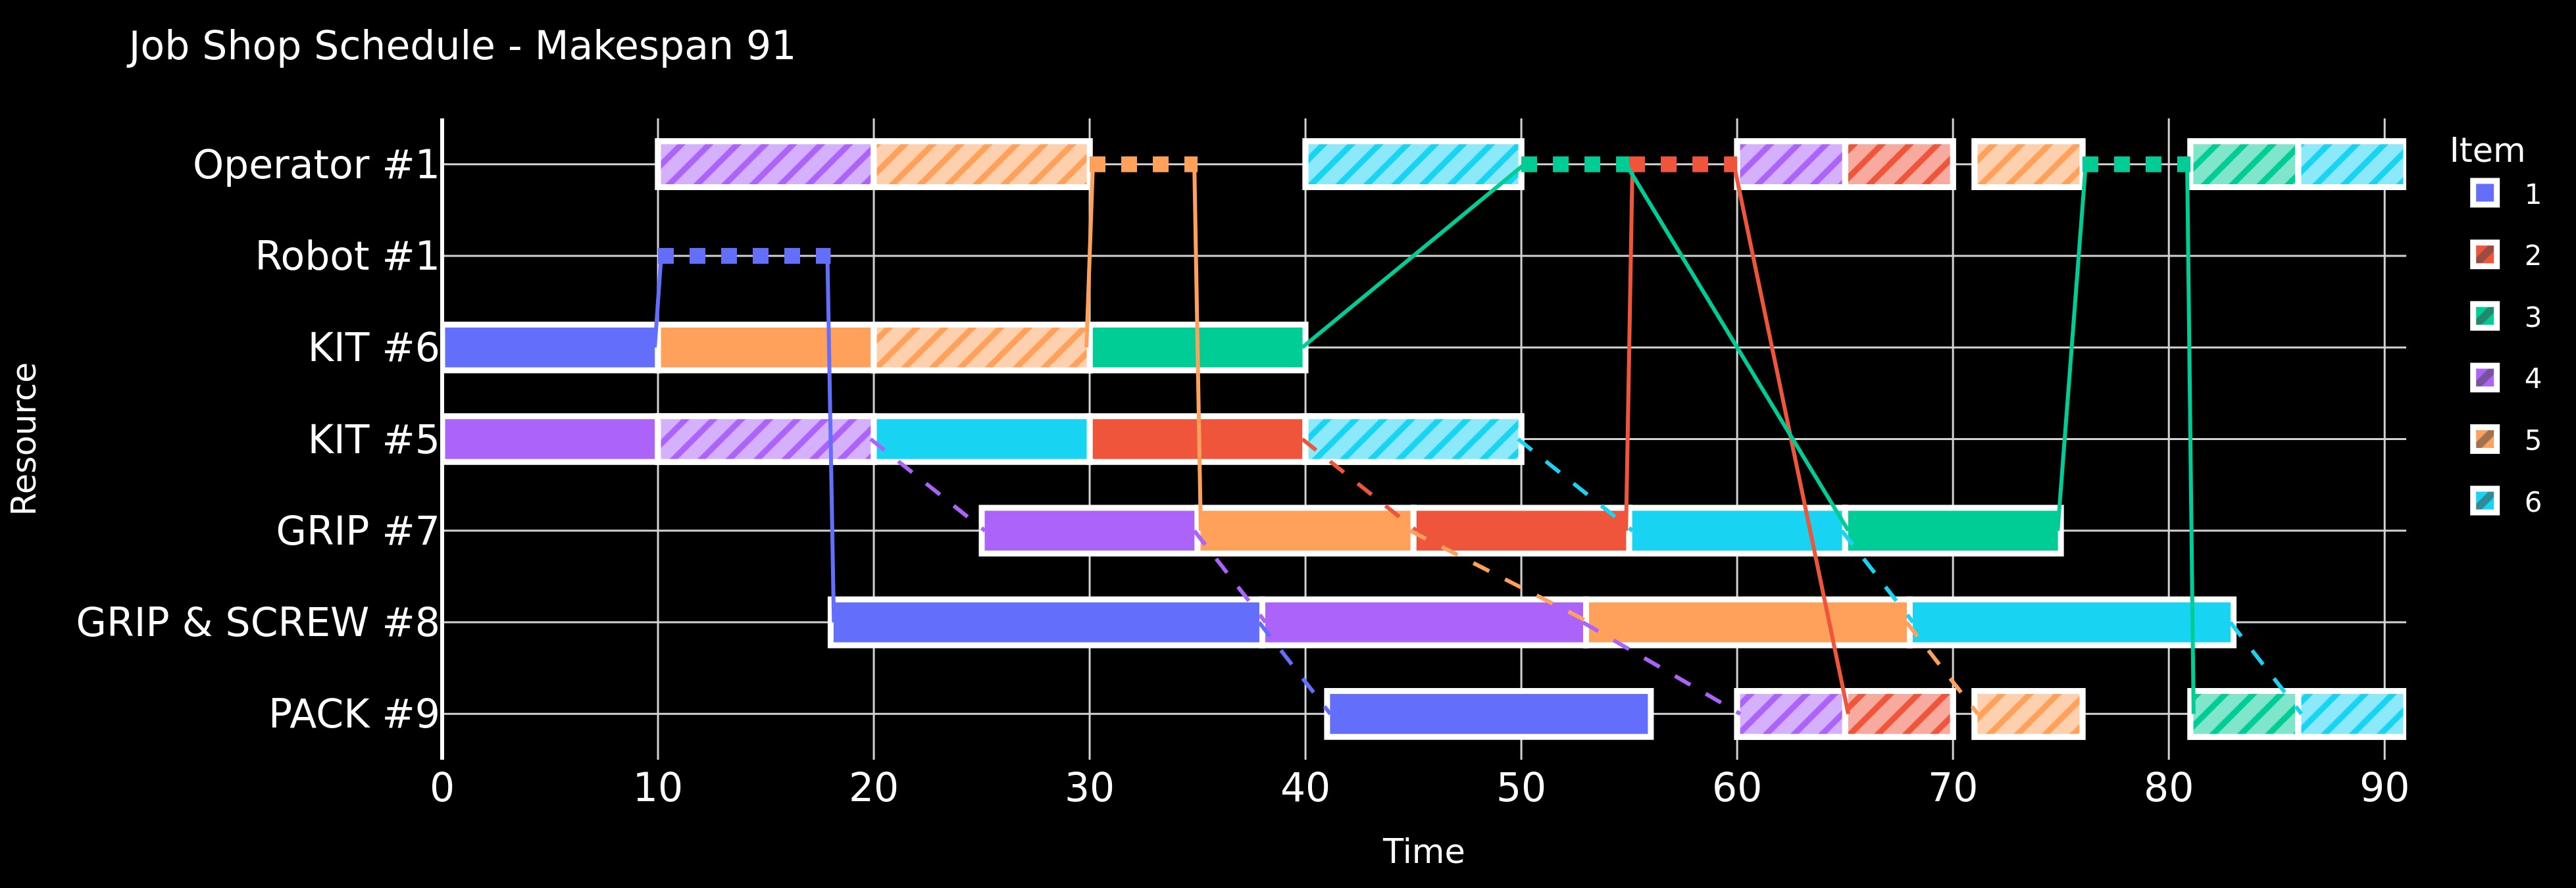 Job Shop Schedule - Makespan 91
Operator #1
Robot #1
KIT #6
KIT #5
GRIP #7
GRIP & SCREW #8
PACK #9
Resource
0 10 20 30 40 50 60 70 80 90
Time
Item
1
2
3
4
5
6